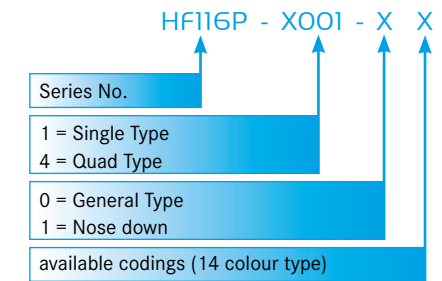 HF116P - X001 - X X
Series No.
1 = Single Type
4 = Quad Type
0 = General Type
1 = Nose down
available codings (14 colour type)